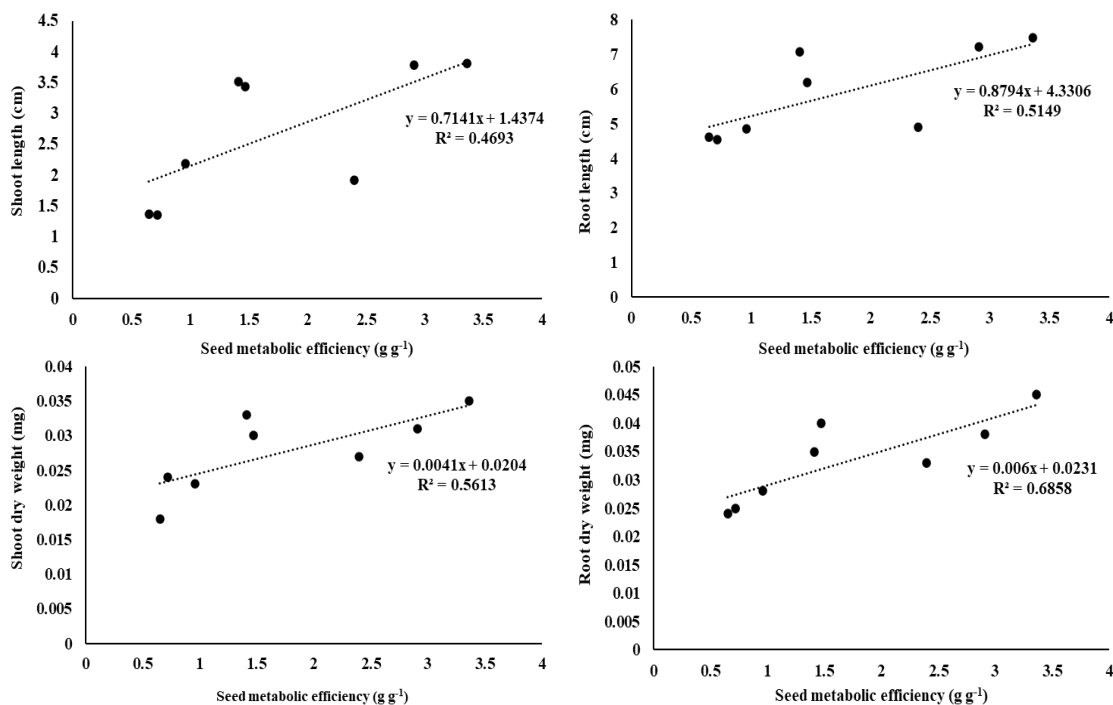 Shoot length (cm)
4.5
4
3.5
3
2.5
2
1.5
1
0.5
0
y = 0.7141x + 1.4374
R² = 0.4693
0 0.5 1 1.5 2 2.5 3 3.5 4
Seed metabolic efficiency (g g⁻¹)
Root length (cm)
8
7
6
5
4
3
2
1
0
y = 0.8794x + 4.3306
R² = 0.5149
0 0.5 1 1.5 2 2.5 3 3.5 4
Seed metabolic efficiency (g g⁻¹)
Shoot dry weight (mg)
0.04
0.035
0.03
0.025
0.02
0.015
0.01
0.005
0
y = 0.0041x + 0.0204
R² = 0.5613
0 0.5 1 1.5 2 2.5 3 3.5 4
Seed metabolic efficiency (g g⁻¹)
Root dry weight (mg)
0.05
0.045
0.04
0.035
0.03
0.025
0.02
0.015
0.01
0.005
0
y = 0.006x + 0.0231
R² = 0.6858
0 0.5 1 1.5 2 2.5 3 3.5 4
Seed metabolic efficiency (g g⁻¹)